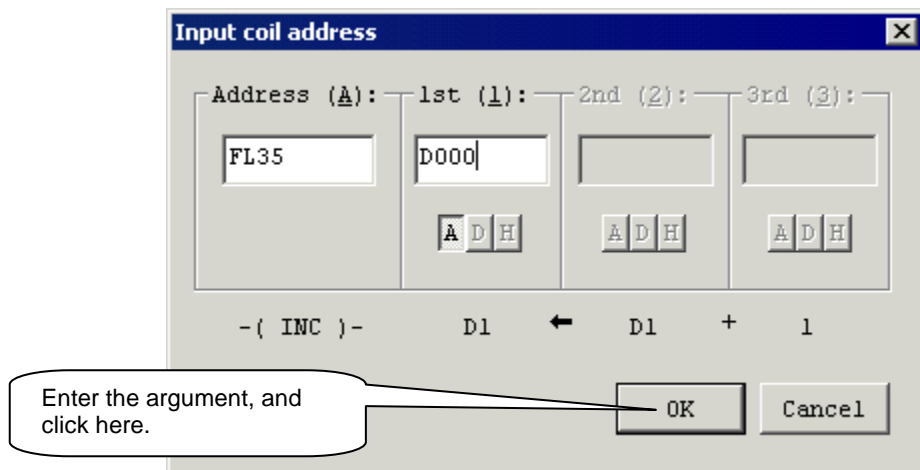 Input coil address
Address (A): 1st (1): 2nd (2): 3rd (3):
FL35 D000
A D H A D H A D H
-( INC )- D1 ← D1 + 1
Enter the argument, and
click here.
OK Cancel